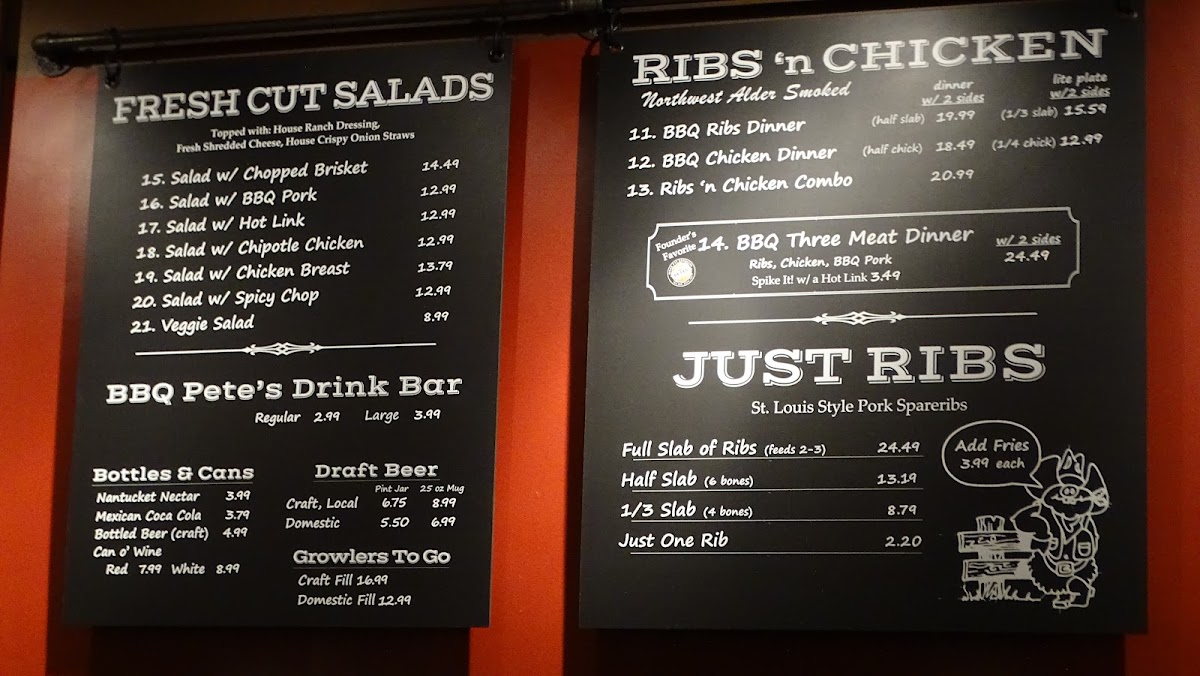 FRESH CUT SALADS
Topped with: House Ranch Dressing,
Fresh Shredded Cheese, House Crispy Onion Straws
15. Salad w/ Chopped Brisket 14.49
16. Salad w/ BBQ Pork 12.99
17. Salad w/ Hot Link 12.99
18. Salad w/ Chipotle Chicken 12.99
19. Salad w/ Chicken Breast 13.79
20. Salad w/ Spicy Chop 12.99
21. Veggie Salad 8.99
BBQ Pete's Drink Bar
Regular 2.99 Large 3.99
Bottles & Cans
Nantucket Nectar 3.99
Mexican Coca Cola 3.79
Bottled Beer (craft) 4.99
Can o' Wine
Red 7.99 White 8.99
Draft Beer
Pint Jar 25 oz Mug
Craft, Local 6.75 8.99
Domestic 5.50 6.99
Growlers To Go
Craft Fill 16.99
Domestic Fill 12.99
RIBS 'n CHICKEN
Northwest Alder Smoked
dinner lite plate
w/ 2 sides w/2 sides
11. BBQ Ribs Dinner (half slab) 19.99 (1/3 slab) 15.59
12. BBQ Chicken Dinner (half chick) 18.49 (1/4 chick) 12.99
13. Ribs 'n Chicken Combo 20.99
Founder's
Favorite
14. BBQ Three Meat Dinner w/ 2 sides
Ribs, Chicken, BBQ Pork 24.49
Spike It! w/ a Hot Link 3.49
JUST RIBS
St. Louis Style Pork Spareribs
Full Slab of Ribs (feeds 2-3) 24.49
Half Slab (6 bones) 13.19
1/3 Slab (4 bones) 8.79
Just One Rib 2.20
Add Fries
3.99 each